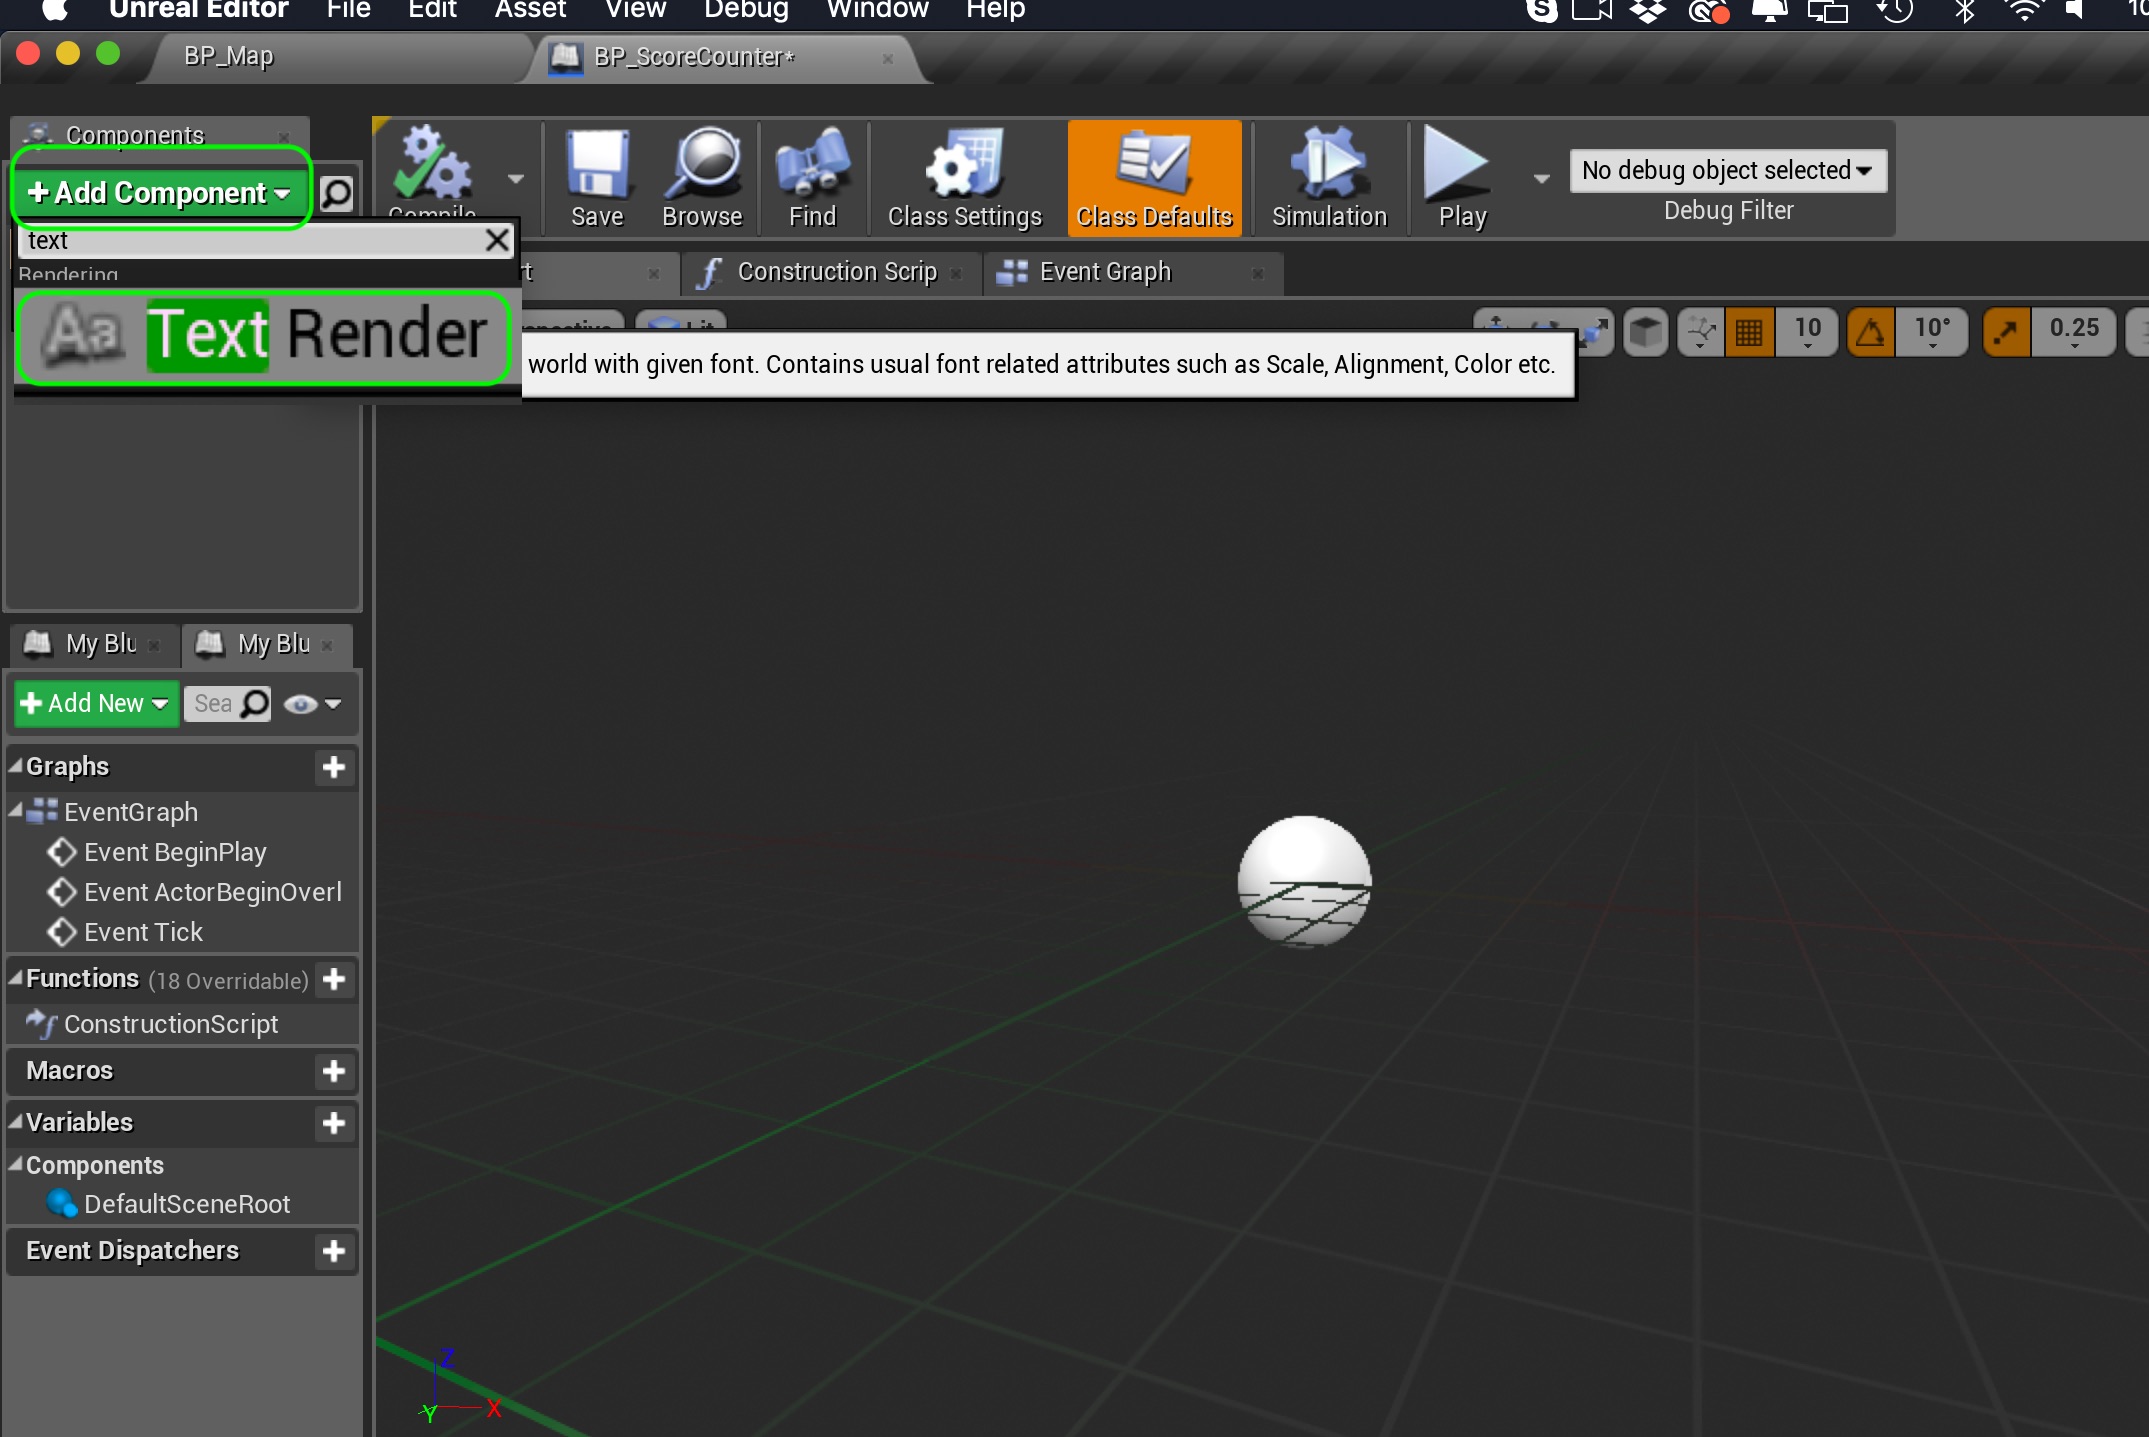 Unreal Editor File Edit Asset View Debug Window Help
BP_Map
BP_ScoreCounter*
Components
+Add Component
text
Rendering
Aa Text Render
world with given font. Contains usual font related attributes such as Scale, Alignment, Color etc.
Compile
Save
Browse
Find
Class Settings
Class Defaults
Simulation
Play
No debug object selected
Debug Filter
rt
Construction Scrip
Event Graph
Lit
10
10°
0.25
My Blu
My Blu
Add New
Sea
Graphs
EventGraph
Event BeginPlay
Event ActorBeginOverl
Event Tick
Functions (18 Overridable)
ConstructionScript
Macros
Variables
Components
DefaultSceneRoot
Event Dispatchers
Z
Y
X